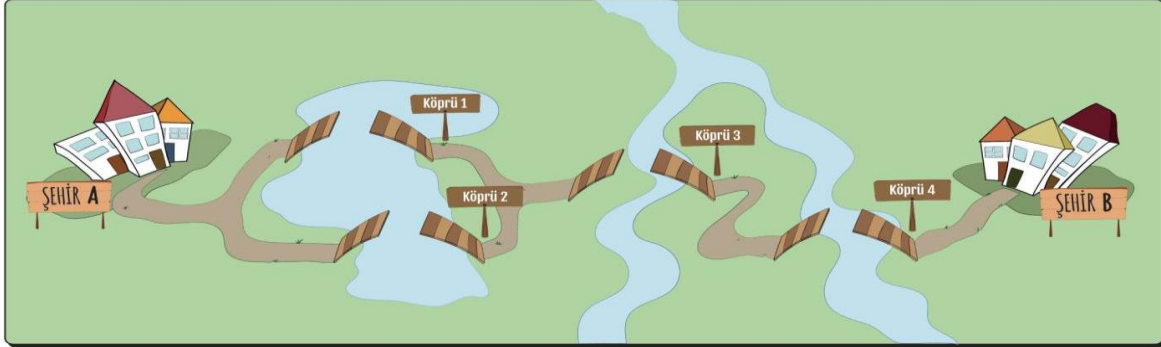 Köprü 1
Köprü 2
Köprü 3
Köprü 4
ŞEHİR A
ŞEHİR B